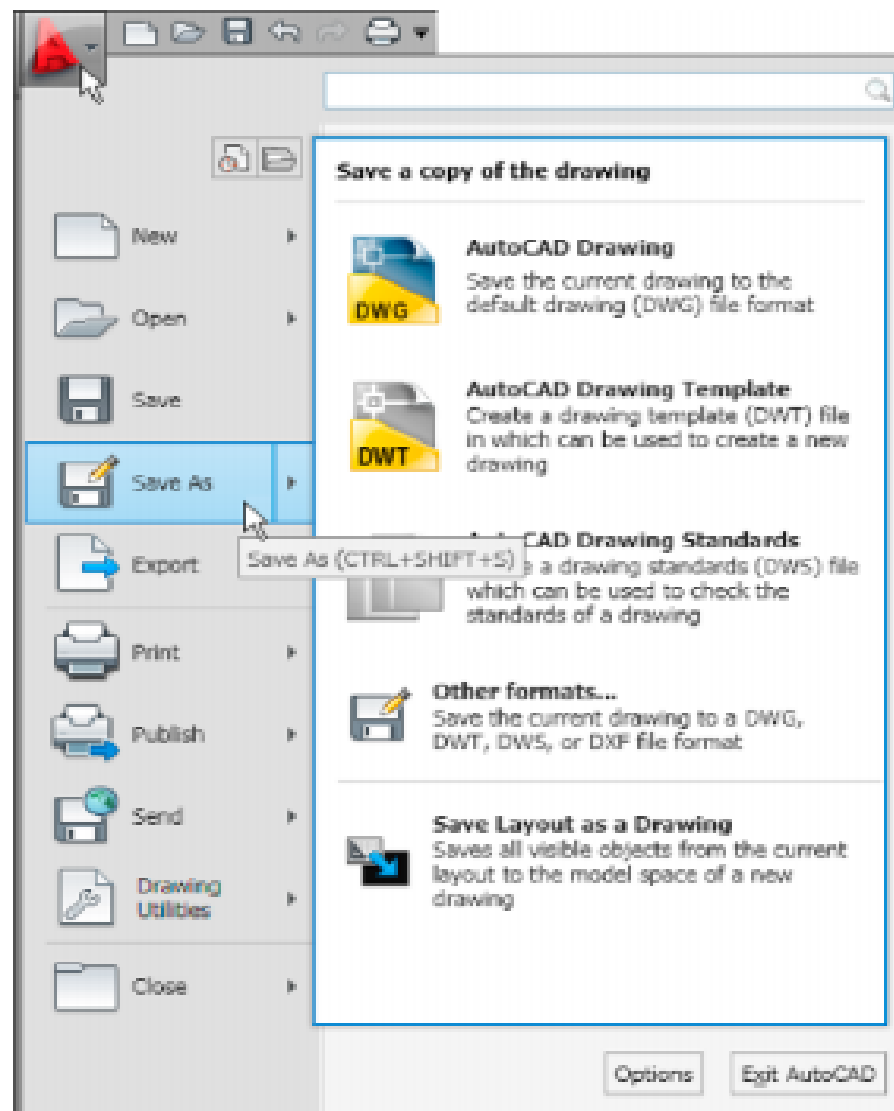 Save a copy of the drawing
New
Open
Save
Save As
Export
Print
Publish
Send
Drawing
Utilities
Close
Save As (CTRL+SHIFT+S)
DWG
AutoCAD Drawing
Save the current drawing to the
default drawing (DWG) file format
DWT
AutoCAD Drawing Template
Create a drawing template (DWT) file
in which can be used to create a new
drawing
CAD Drawing Standards
a drawing standards (DWS) file
which can be used to check the
standards of a drawing
Other formats...
Save the current drawing to a DWG,
DWT, DWS, or DXF file format
Save Layout as a Drawing
Saves all visible objects from the current
layout to the model space of a new
drawing
Options
Exit AutoCAD